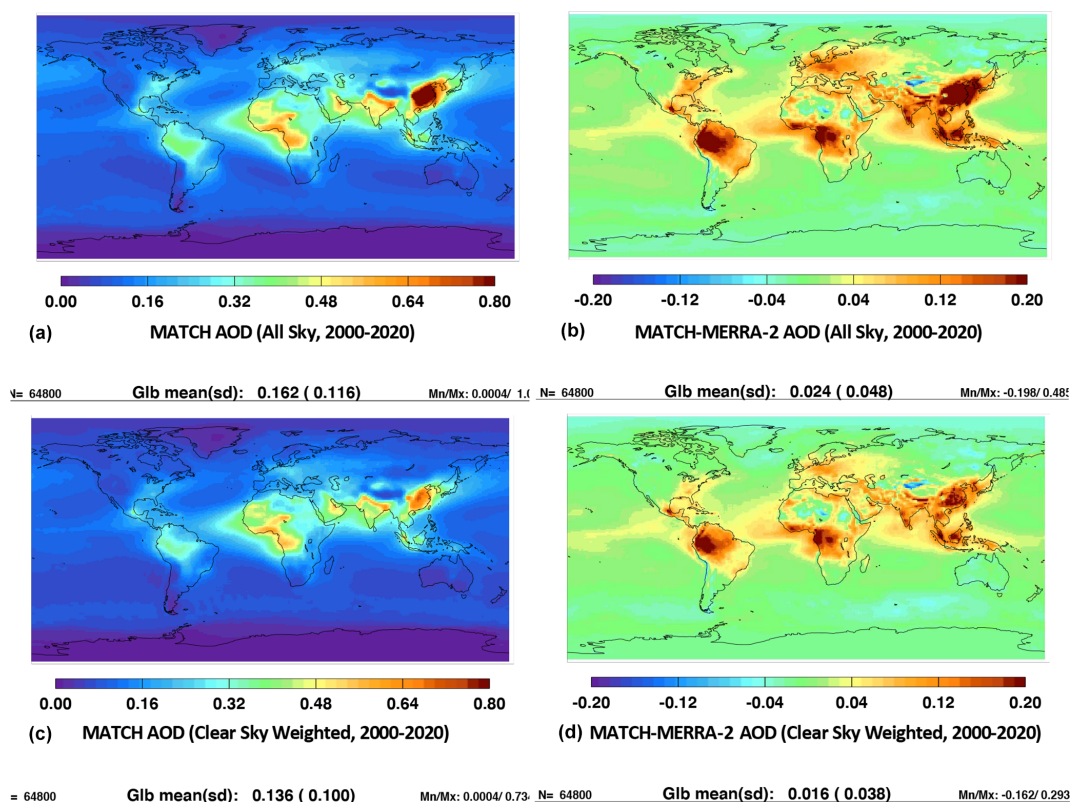 0.00 0.16 0.32 0.48 0.64 0.80
-0.20 -0.12 -0.04 0.04 0.12 0.20
(a) MATCH AOD (All Sky, 2000-2020)
(b) MATCH-MERRA-2 AOD (All Sky, 2000-2020)
N= 64800 Glb mean(sd): 0.162 ( 0.116) Mn/Mx: 0.0004/
N= 64800 Glb mean(sd): 0.024 ( 0.048) Mn/Mx: -0.198/ 0.485
0.00 0.16 0.32 0.48 0.64 0.80
-0.20 -0.12 -0.04 0.04 0.12 0.20
(c) MATCH AOD (Clear Sky Weighted, 2000-2020)
(d) MATCH-MERRA-2 AOD (Clear Sky Weighted, 2000-2020)
= 64800 Glb mean(sd): 0.136 ( 0.100) Mn/Mx: 0.0004/
N= 64800 Glb mean(sd): 0.016 ( 0.038) Mn/Mx: -0.162/ 0.293